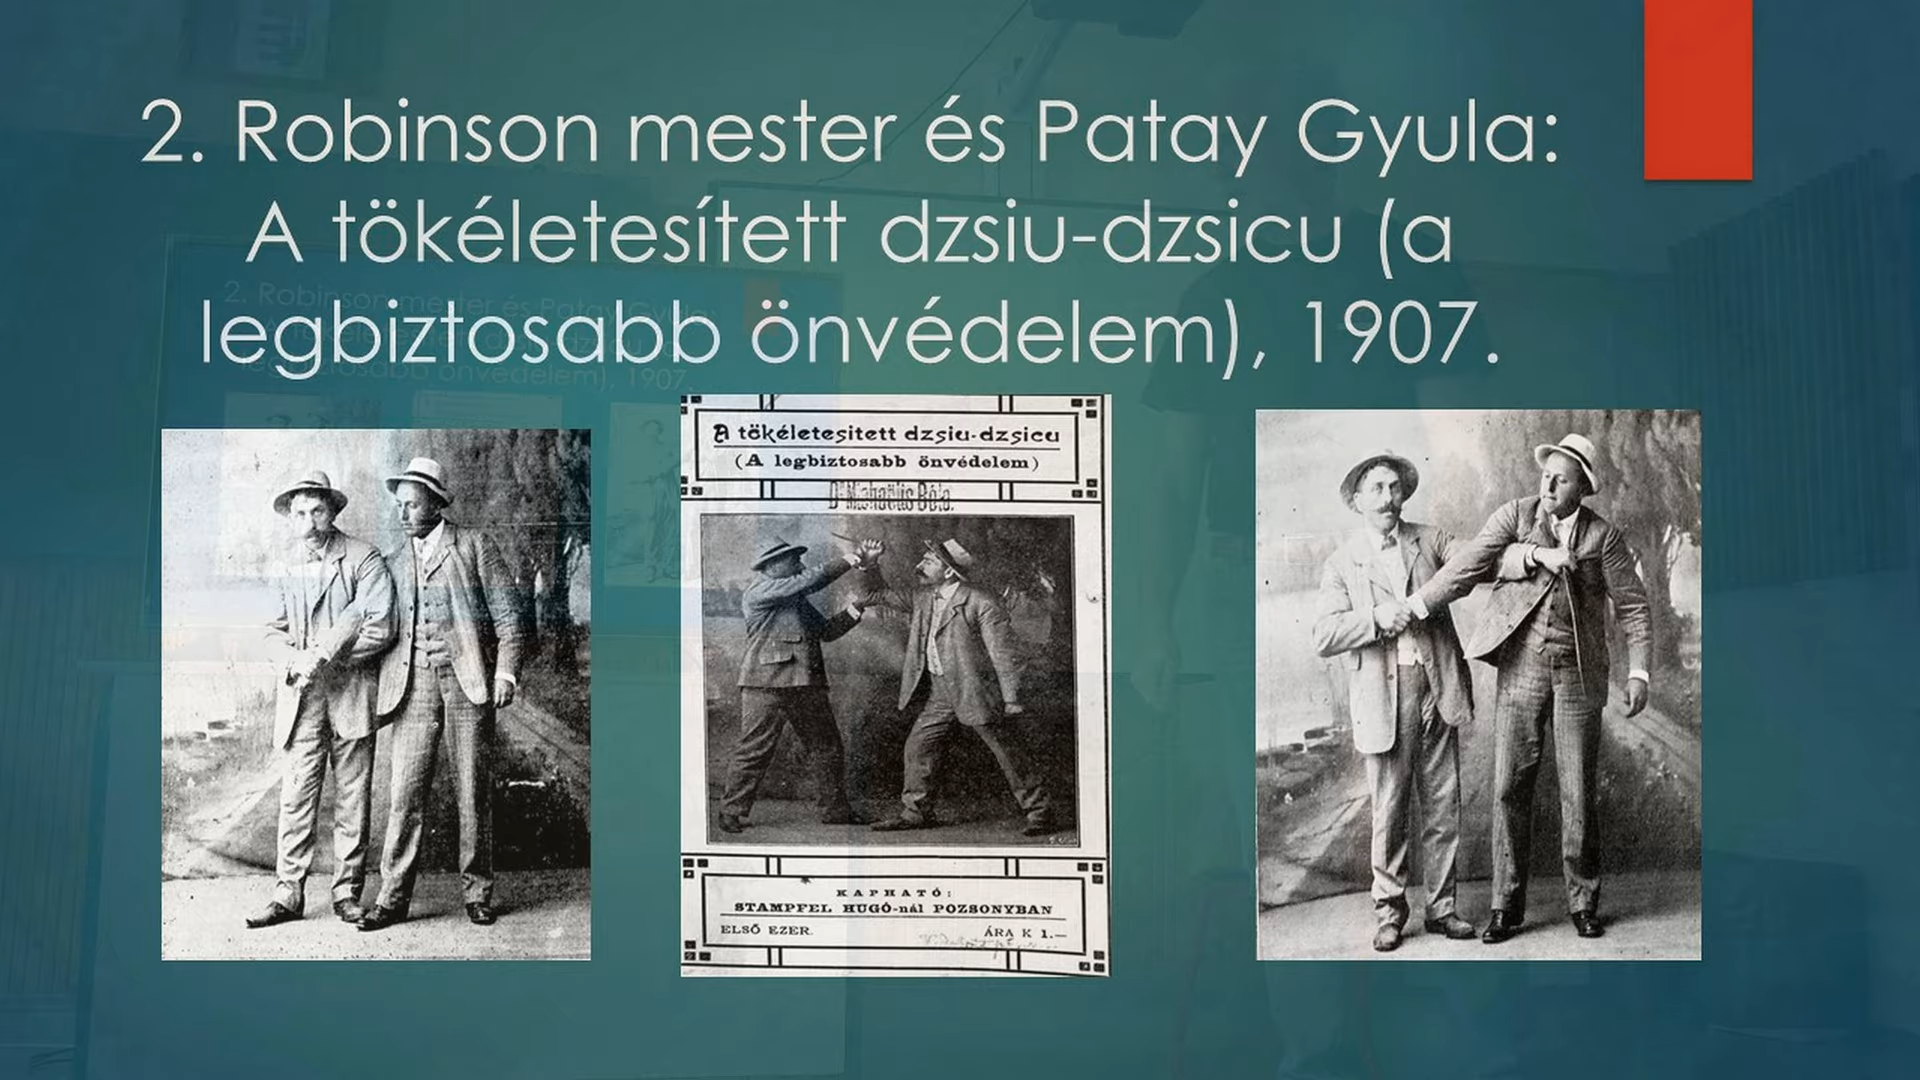 2. Robinson mester és Patay Gyula:
A tökéletesített dzsiu-dzsicu (a
legbiztosabb önvédelem), 1907.
A tökéletesitett dzsiu-dzsicu
(A legbiztosabb önvédelem)
KAPHATÓ:
STAMPFEL HUGÓ-nál POZSONYBAN
ELSŐ EZER.
ÁRA K 1.—